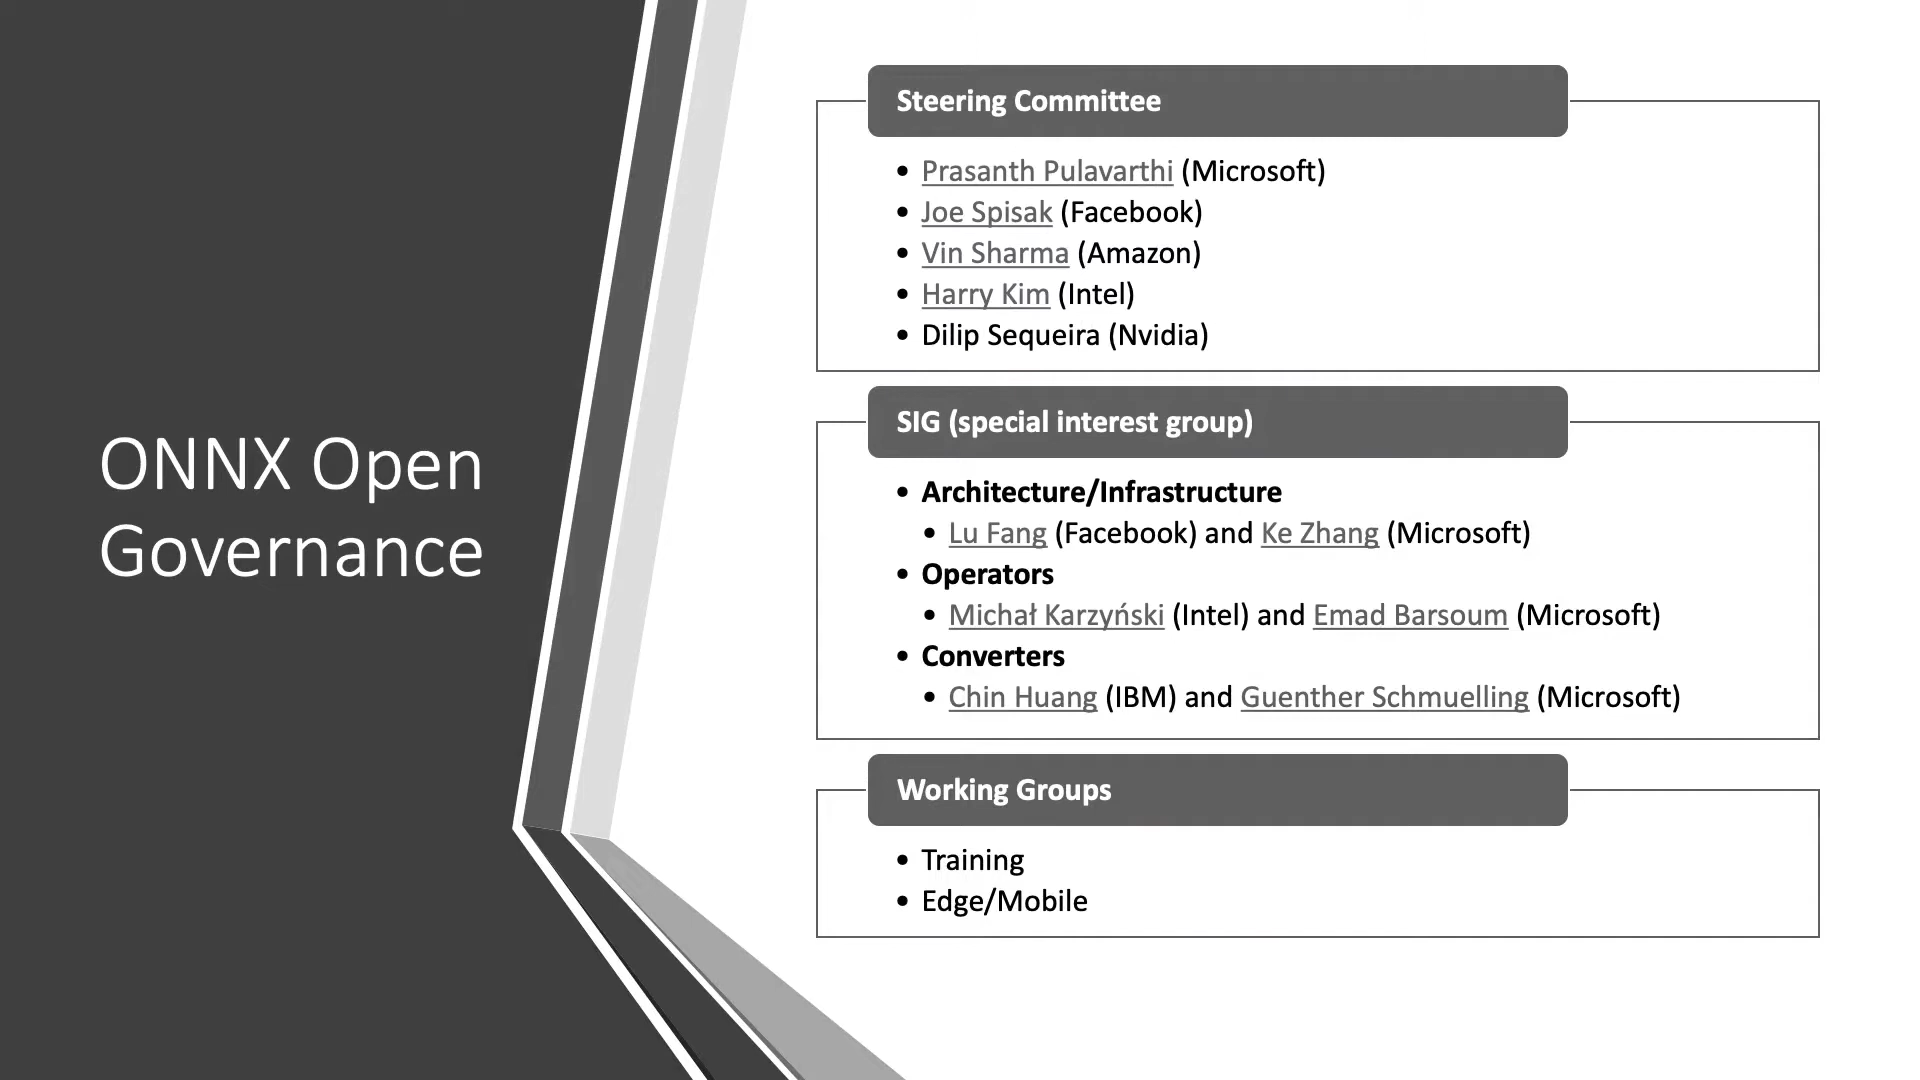 ONNX Open
Governance
Steering Committee
• Prasanth Pulavarthi (Microsoft)
• Joe Spisak (Facebook)
• Vin Sharma (Amazon)
• Harry Kim (Intel)
• Dilip Sequeira (Nvidia)
SIG (special interest group)
• Architecture/Infrastructure
• Lu Fang (Facebook) and Ke Zhang (Microsoft)
• Operators
• Michał Karzyński (Intel) and Emad Barsoum (Microsoft)
• Converters
• Chin Huang (IBM) and Guenther Schmuelling (Microsoft)
Working Groups
• Training
• Edge/Mobile